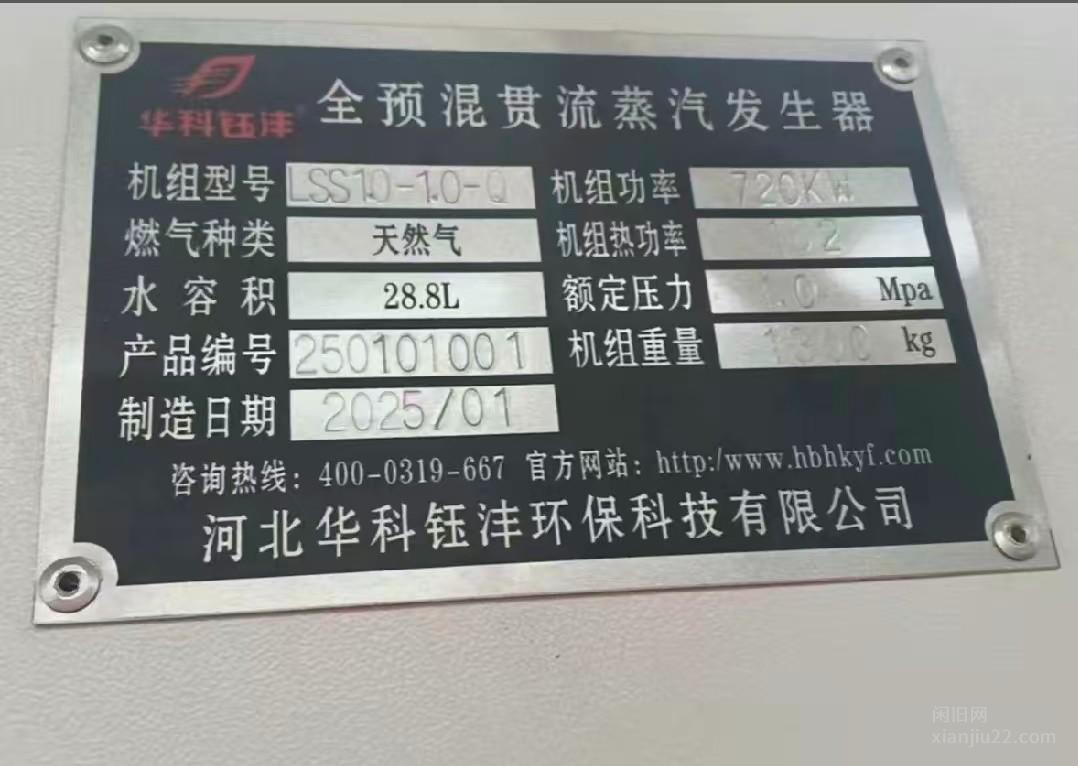 华科钰沣® 全预混贯流蒸汽发生器
机组型号 LSS1.0-1.0-Q 机组功率 720KW
燃气种类 天然气 机组热功率
水容积 28.8L 额定压力 1.0 Mpa
产品编号 250101001 机组重量 kg
制造日期 2025/01
咨询热线：400-0319-667 官方网站：http:/www.hbhkyf.com
河北华科钰沣环保科技有限公司
闲旧网
xianjiu22.com